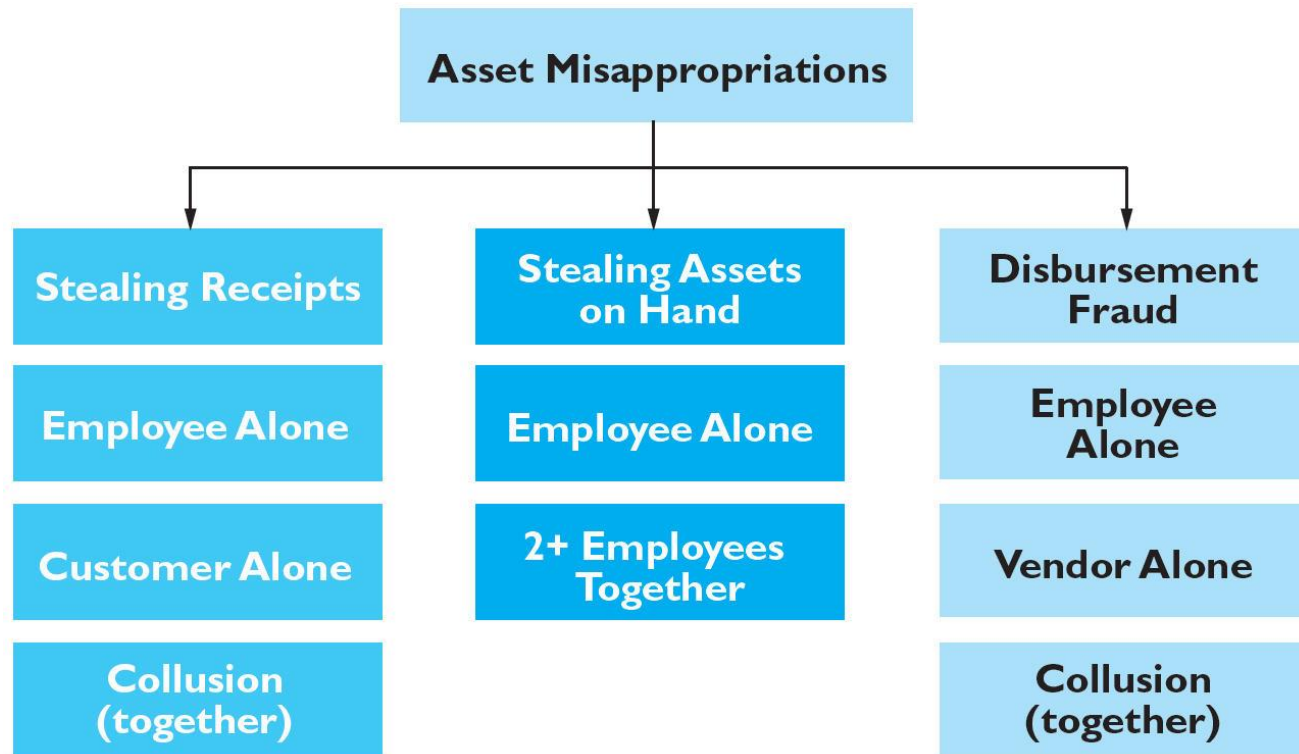 Asset Misappropriations
Stealing Receipts
Employee Alone
Customer Alone
Collusion
(together)
Stealing Assets
on Hand
Employee Alone
2+ Employees
Together
Disbursement
Fraud
Employee
Alone
Vendor Alone
Collusion
(together)